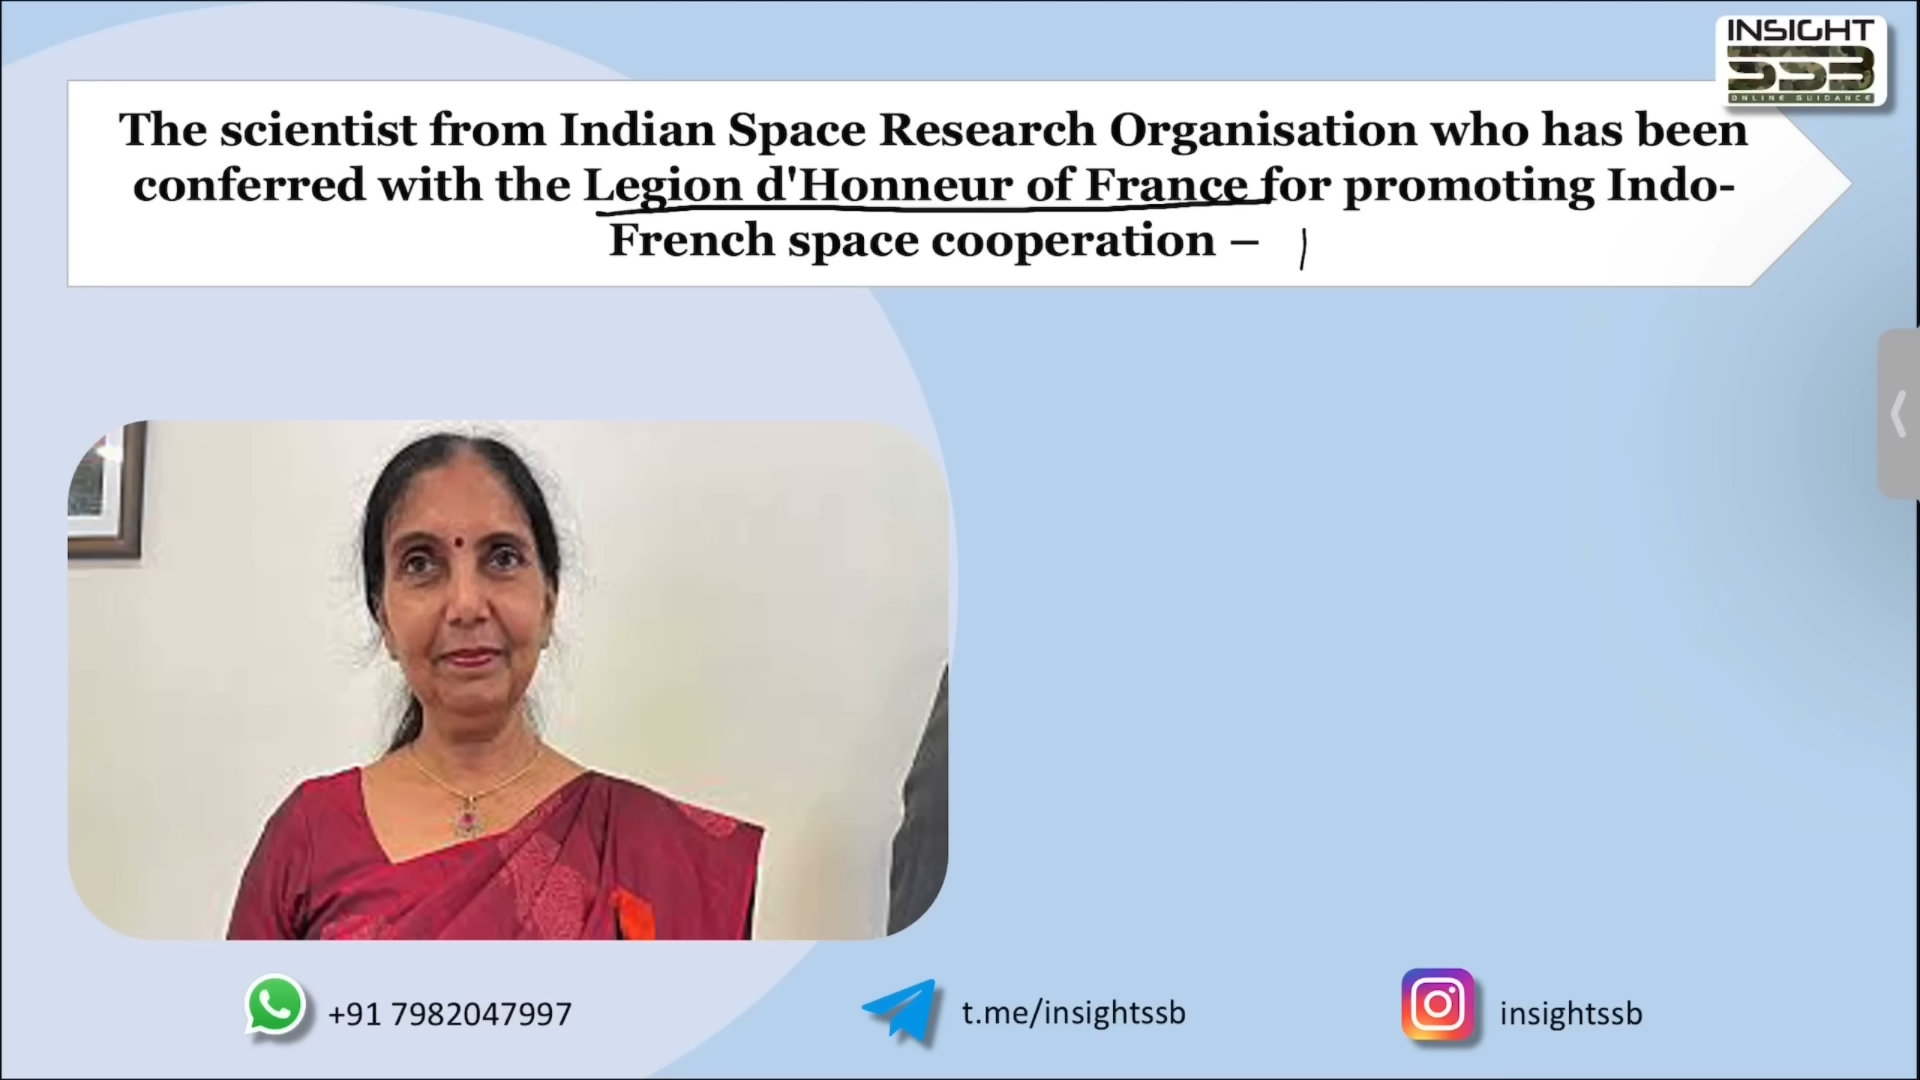 INSIGHT
SSB
ONLINE GUIDANCE
The scientist from Indian Space Research Organisation who has been
conferred with the Legion d'Honneur of France for promoting Indo-
French space cooperation –
+91 7982047997
t.me/insightssb
insightssb